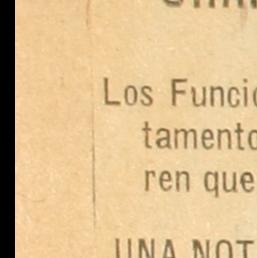 Los Funcio
tamento
ren que
UNA NOT